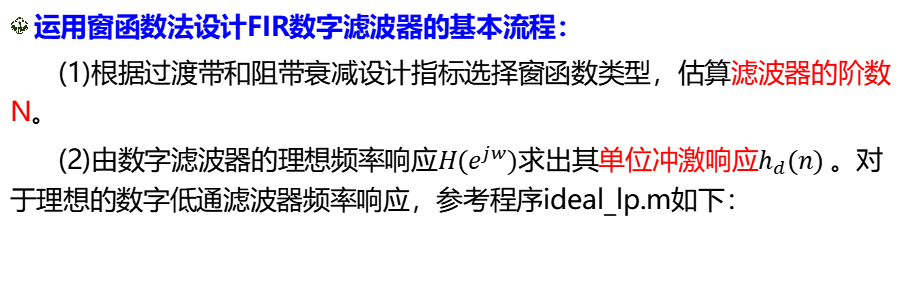 运用窗函数法设计FIR数字滤波器的基本流程：
(1)根据过渡带和阻带衰减设计指标选择窗函数类型，估算滤波器的阶数
N。
(2)由数字滤波器的理想频率响应H(e^{jw})求出其单位冲激响应h_d(n) 。对
于理想的数字低通滤波器频率响应，参考程序ideal_lp.m如下：